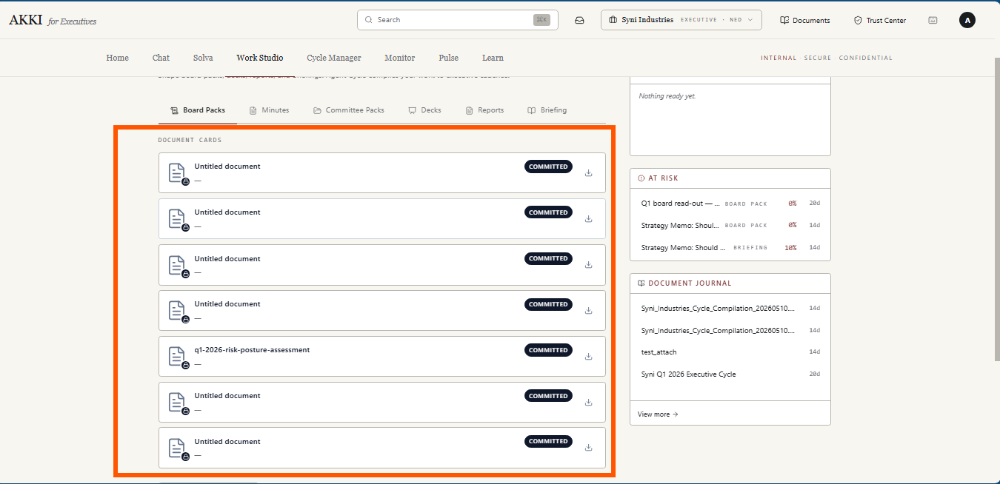 AKKI for Executives
Search
⌘K
Syni Industries EXECUTIVE · NED
Documents
Trust Center
A
Home
Chat
Solva
Work Studio
Cycle Manager
Monitor
Pulse
Learn
INTERNAL · SECURE · CONFIDENTIAL
Board Packs
Minutes
Committee Packs
Decks
Reports
Briefing
DOCUMENT CARDS
Untitled document
—
COMMITTED
Untitled document
—
COMMITTED
Untitled document
—
COMMITTED
Untitled document
—
COMMITTED
q1-2026-risk-posture-assessment
—
COMMITTED
Untitled document
—
COMMITTED
Untitled document
—
COMMITTED
Nothing ready yet.
AT RISK
Q1 board read-out — ... BOARD PACK 0% 20d
Strategy Memo: Shoul... BOARD PACK 0% 14d
Strategy Memo: Should ... BRIEFING 10% 14d
DOCUMENT JOURNAL
Syni_Industries_Cycle_Compilation_20260510.... 14d
Syni_Industries_Cycle_Compilation_20260510.... 14d
test_attach 14d
Syni Q1 2026 Executive Cycle 20d
View more →